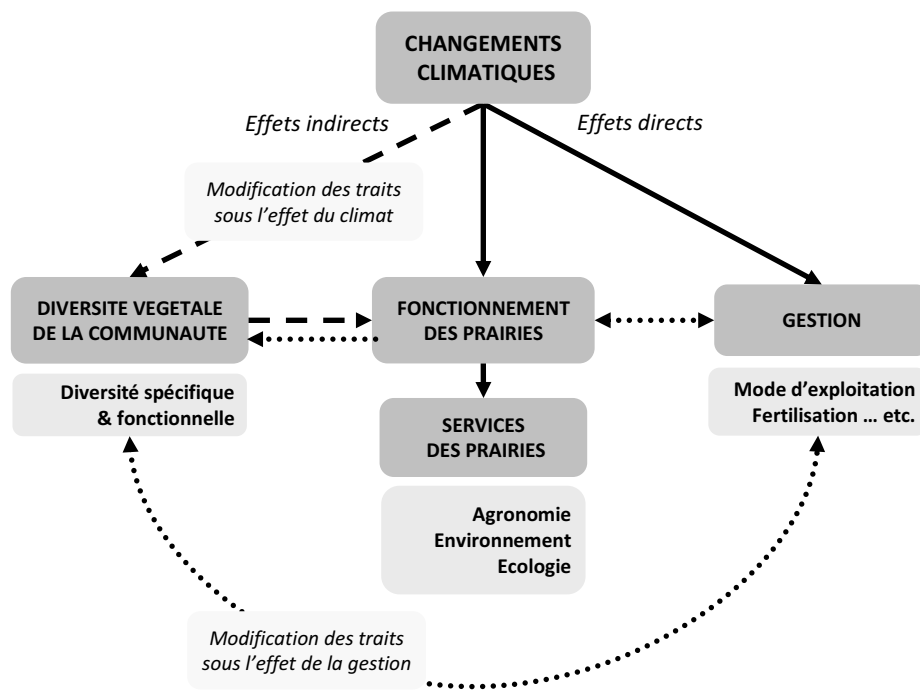 CHANGEMENTS
CLIMATIQUES
Effets indirects
Effets directs
Modification des traits
sous l’effet du climat
DIVERSITE VEGETALE
DE LA COMMUNAUTE
FONCTIONNEMENT
DES PRAIRIES
GESTION
Diversité spécifique
& fonctionnelle
Mode d’exploitation
Fertilisation ... etc.
SERVICES
DES PRAIRIES
Agronomie
Environnement
Ecologie
Modification des traits
sous l’effet de la gestion